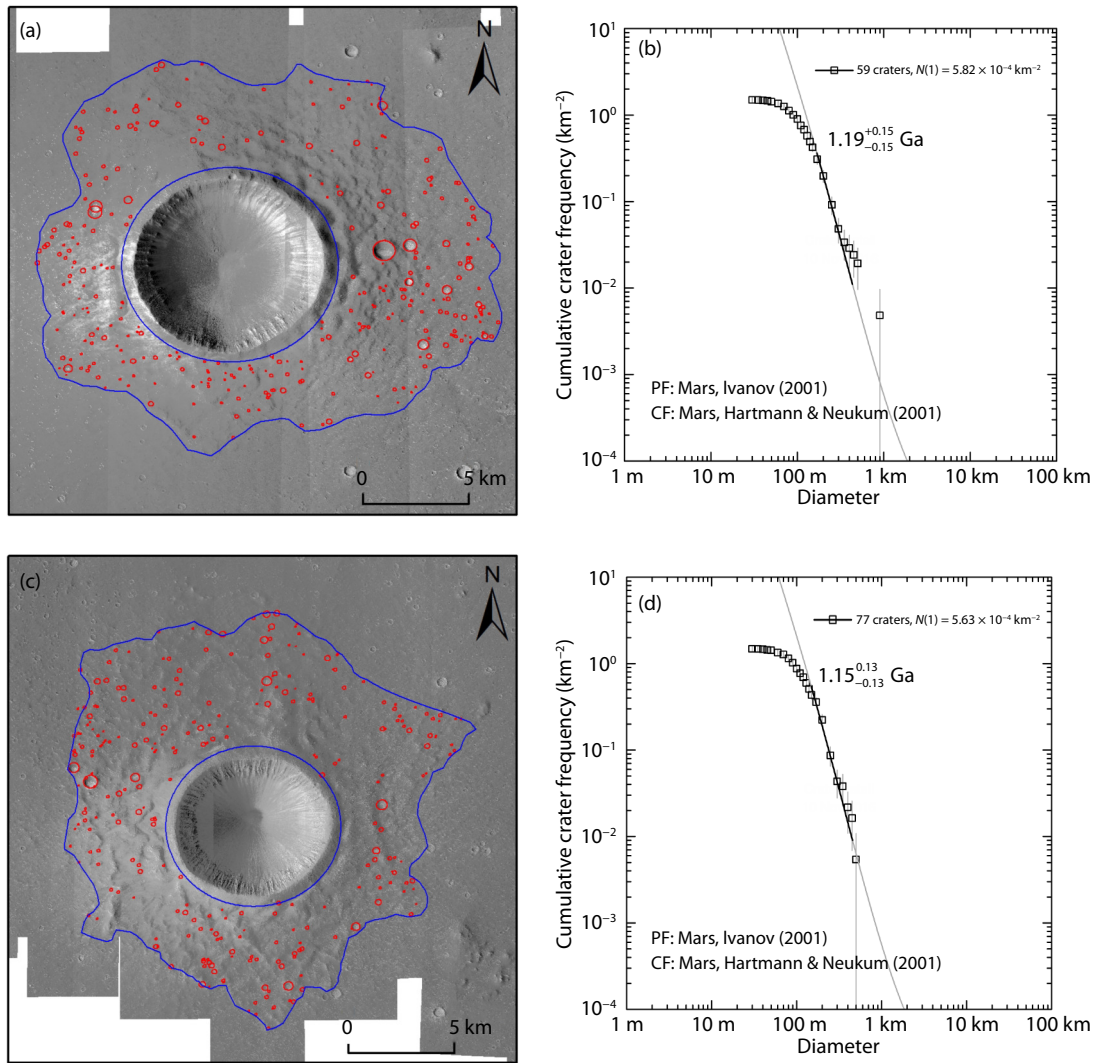 (a)
N
0
5 km
(b)
Cumulative crater frequency (km⁻²)
10¹
10⁰
10⁻¹
10⁻²
10⁻³
10⁻⁴
59 craters, N(1) = 5.82 × 10⁻⁴ km⁻²
1.19 +0.15 −0.15 Ga
PF: Mars, Ivanov (2001)
CF: Mars, Hartmann & Neukum (2001)
1 m 10 m 100 m 1 km 10 km 100 km
Diameter
(c)
N
0
5 km
(d)
Cumulative crater frequency (km⁻²)
10¹
10⁰
10⁻¹
10⁻²
10⁻³
10⁻⁴
77 craters, N(1) = 5.63 × 10⁻⁴ km⁻²
1.15 0.13 −0.13 Ga
PF: Mars, Ivanov (2001)
CF: Mars, Hartmann & Neukum (2001)
1 m 10 m 100 m 1 km 10 km 100 km
Diameter